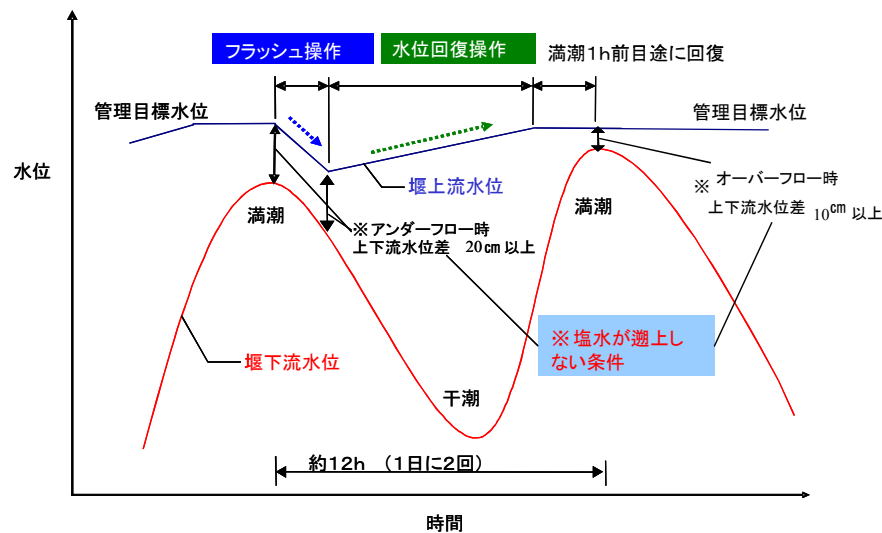 フラッシュ操作
水位回復操作
満潮1h前目途に回復
管理目標水位
管理目標水位
水位
堰上流水位
※ オーバーフロー時
上下流水位差 10cm 以上
満潮
満潮
※アンダーフロー時
上下流水位差 20㎝ 以上
※塩水が遡上し
ない条件
堰下流水位
干潮
約12h (1日に2回)
時間